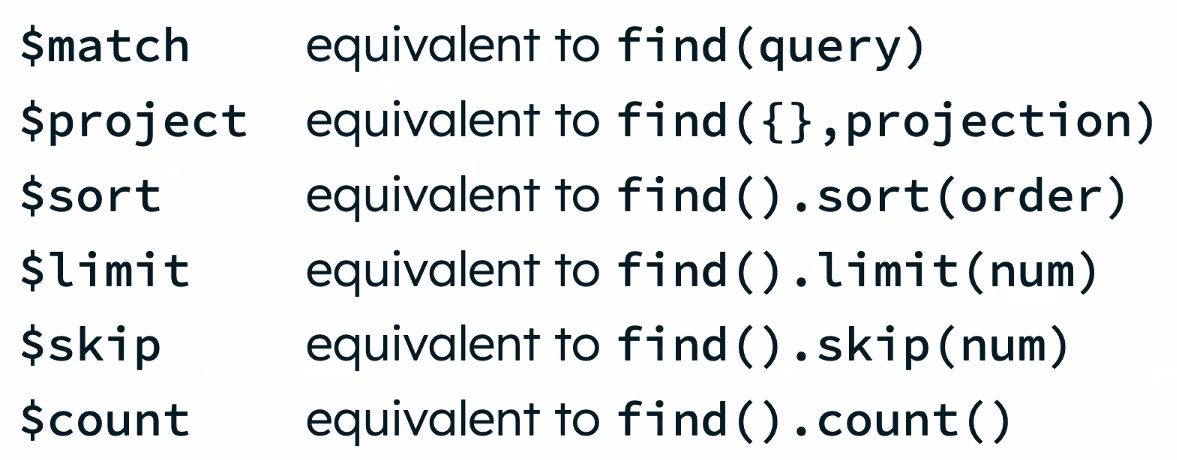 $match equivalent to find(query)
$project equivalent to find({},projection)
$sort equivalent to find().sort(order)
$limit equivalent to find().limit(num)
$skip equivalent to find().skip(num)
$count equivalent to find().count()